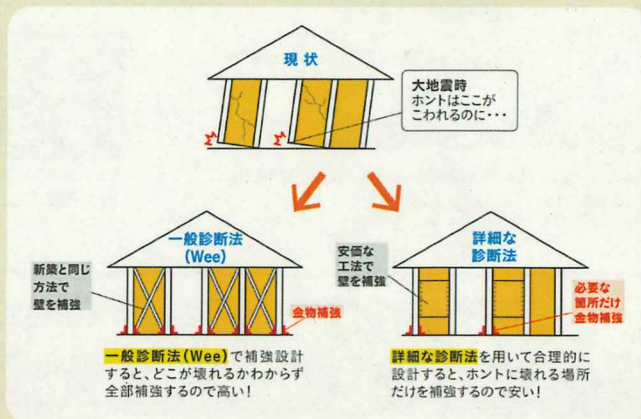 現状
大地震時
ホントはここが
こわれるのに・・・
一般診断法
(Wee)
新築と同じ
方法で
壁を補強
金物補強
一般診断法(Wee)で補強設計
すると、どこが壊れるかわからず
全部補強するので高い!
詳細な
診断法
安価な
工法で
壁を補強
必要な
箇所だけ
金物補強
詳細な診断法を用いて合理的に
設計すると、ホントに壊れる場所
だけを補強するので安い!